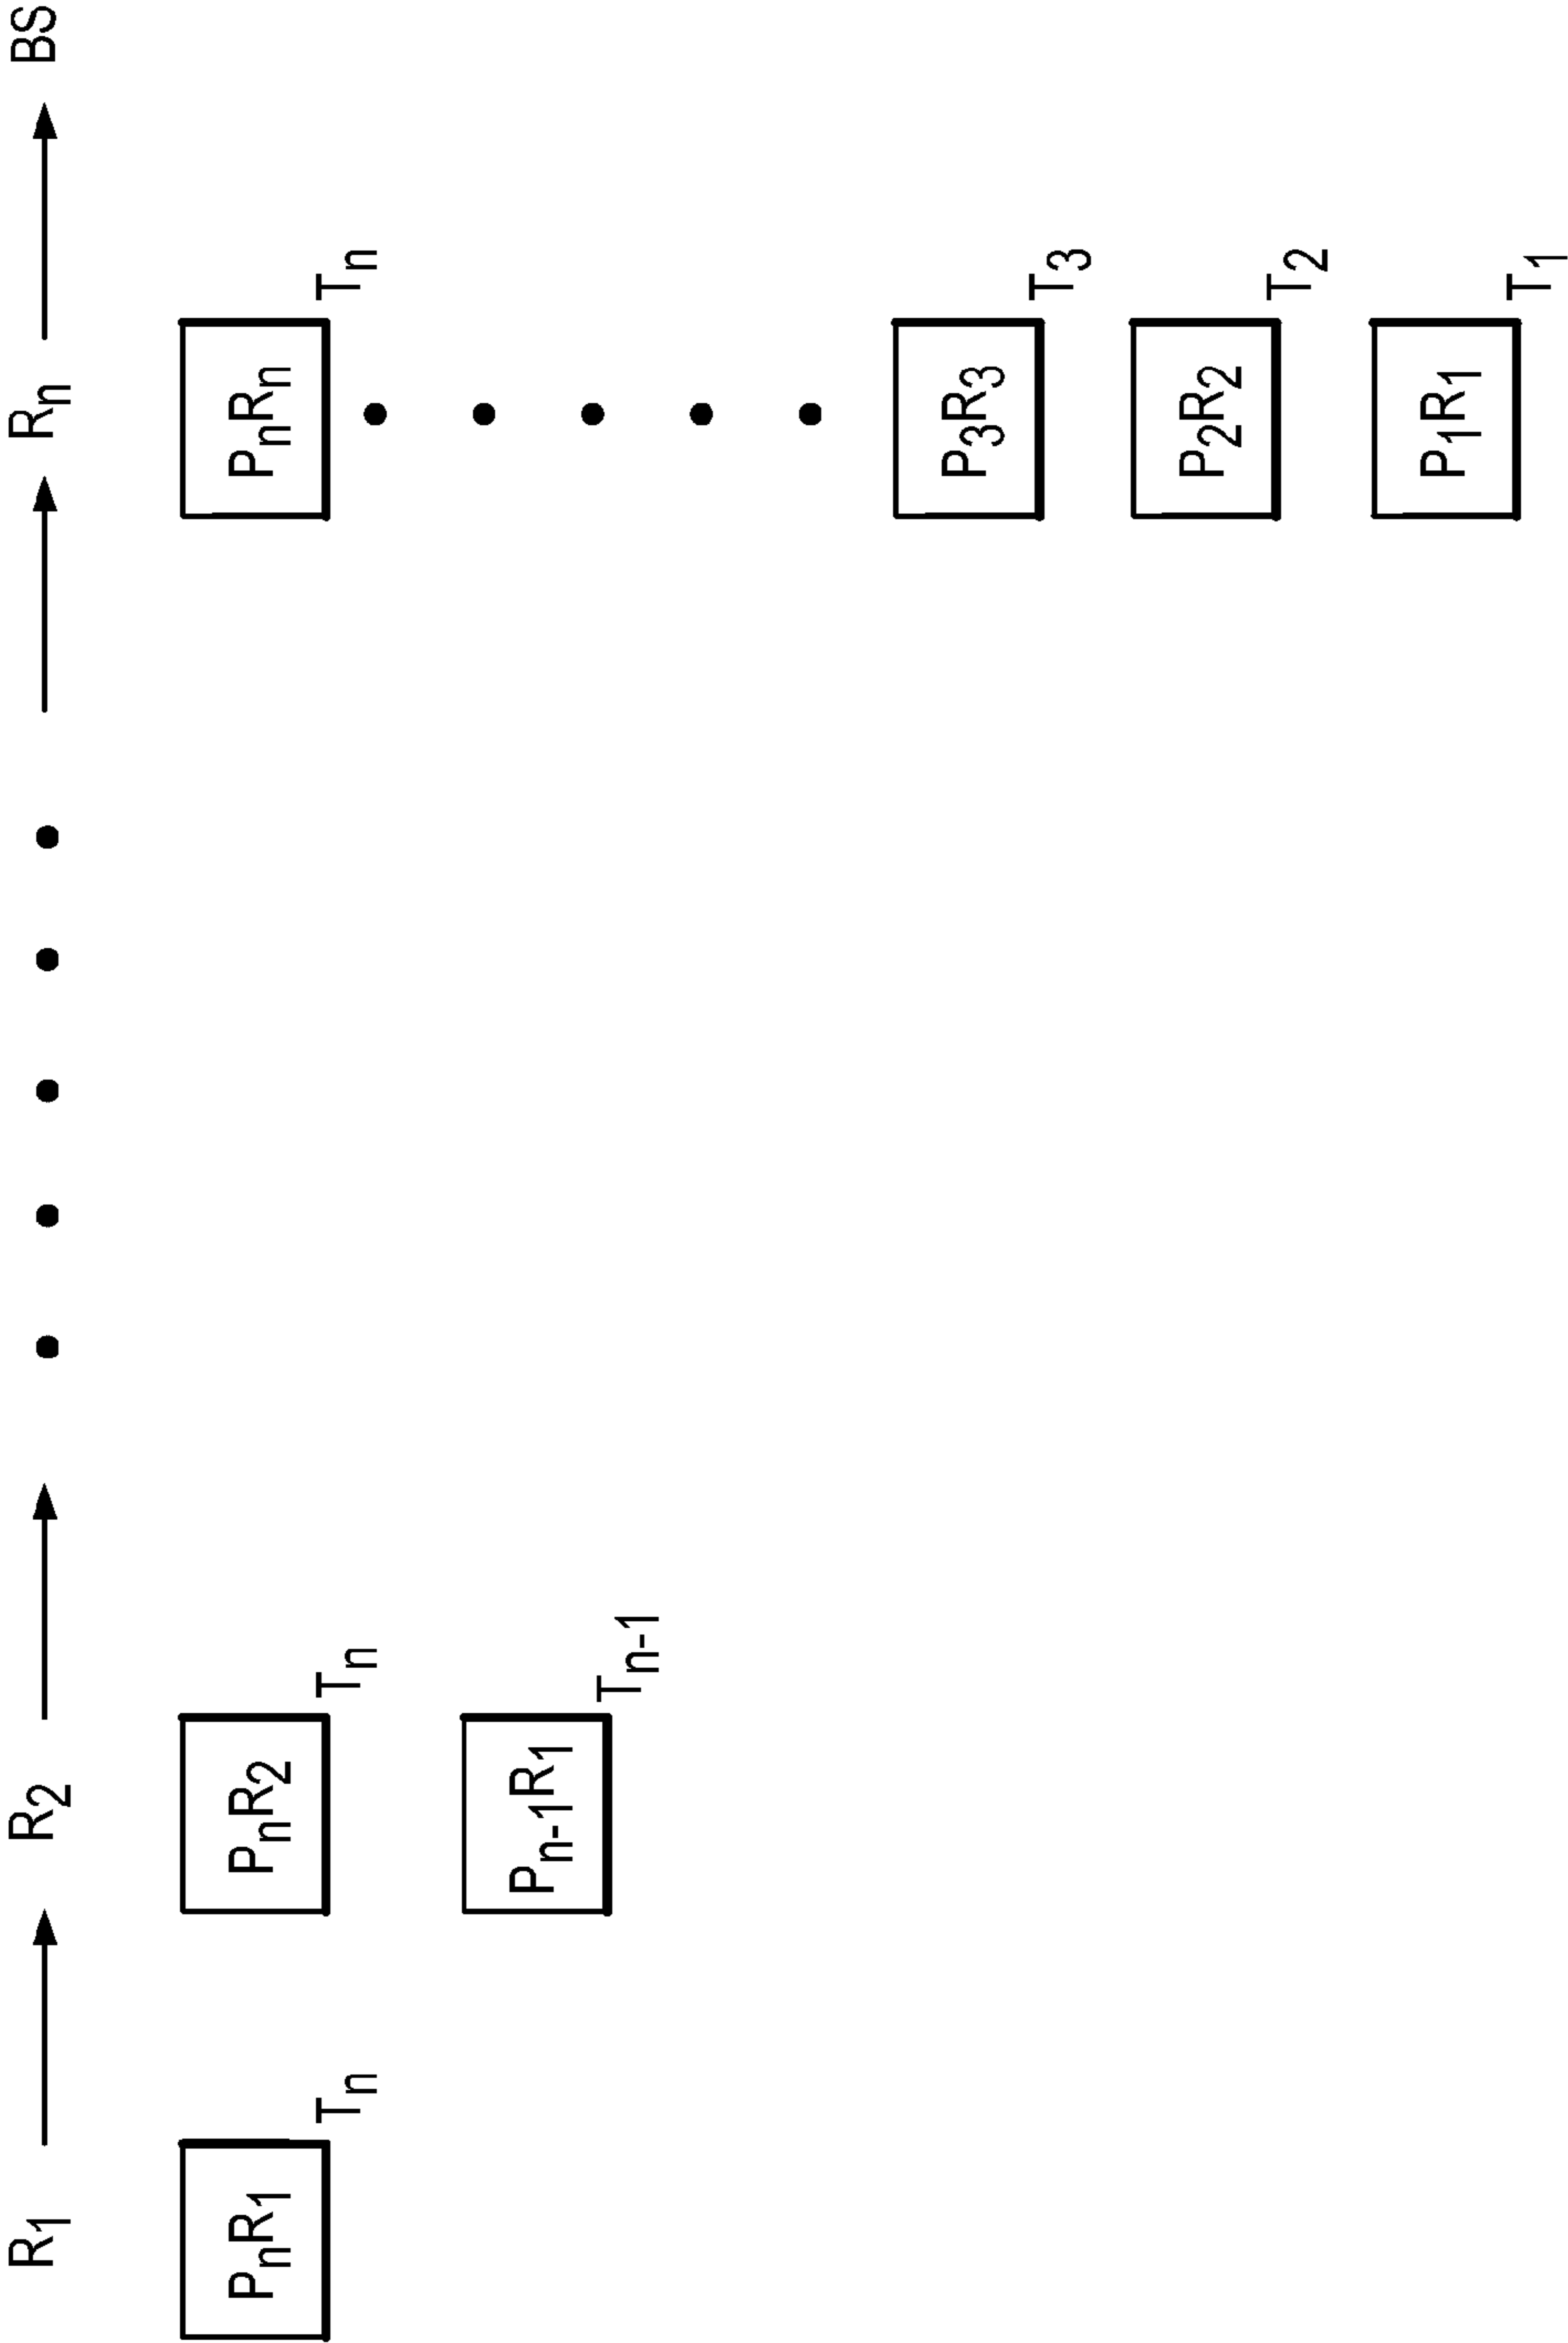 R₁ R₂ Rₙ BS
PₙR₁ PₙR₂ PₙRₙ
Tₙ Tₙ Tₙ
Pₙ₋₁R₁
Tₙ₋₁
P₃R₃
T₃
P₂R₂
T₂
P₁R₁
T₁